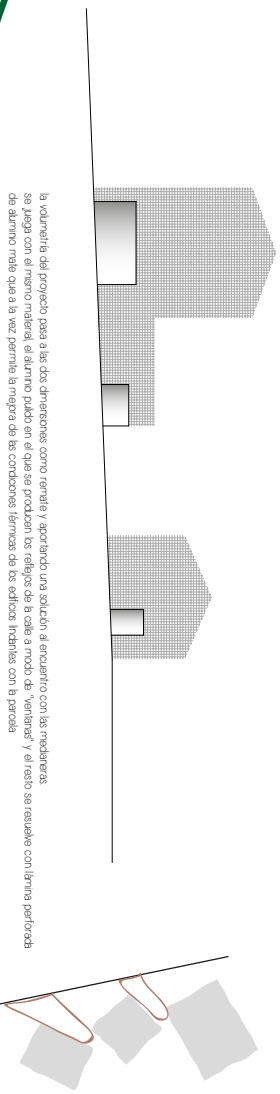 la volumetría del proyecto pasa a las dos dimensiones como remate y aportando una solución al encuentro con las medianeras.
se juega con el mismo material, el aluminio pulido en el que se producen los reflejos de la calle a modo de "ventanas" y el resto se resuelve con lámina perforada
de aluminio mate que a la vez permite la mejora de las condiciones térmicas de los edificios lindantes con la parcela